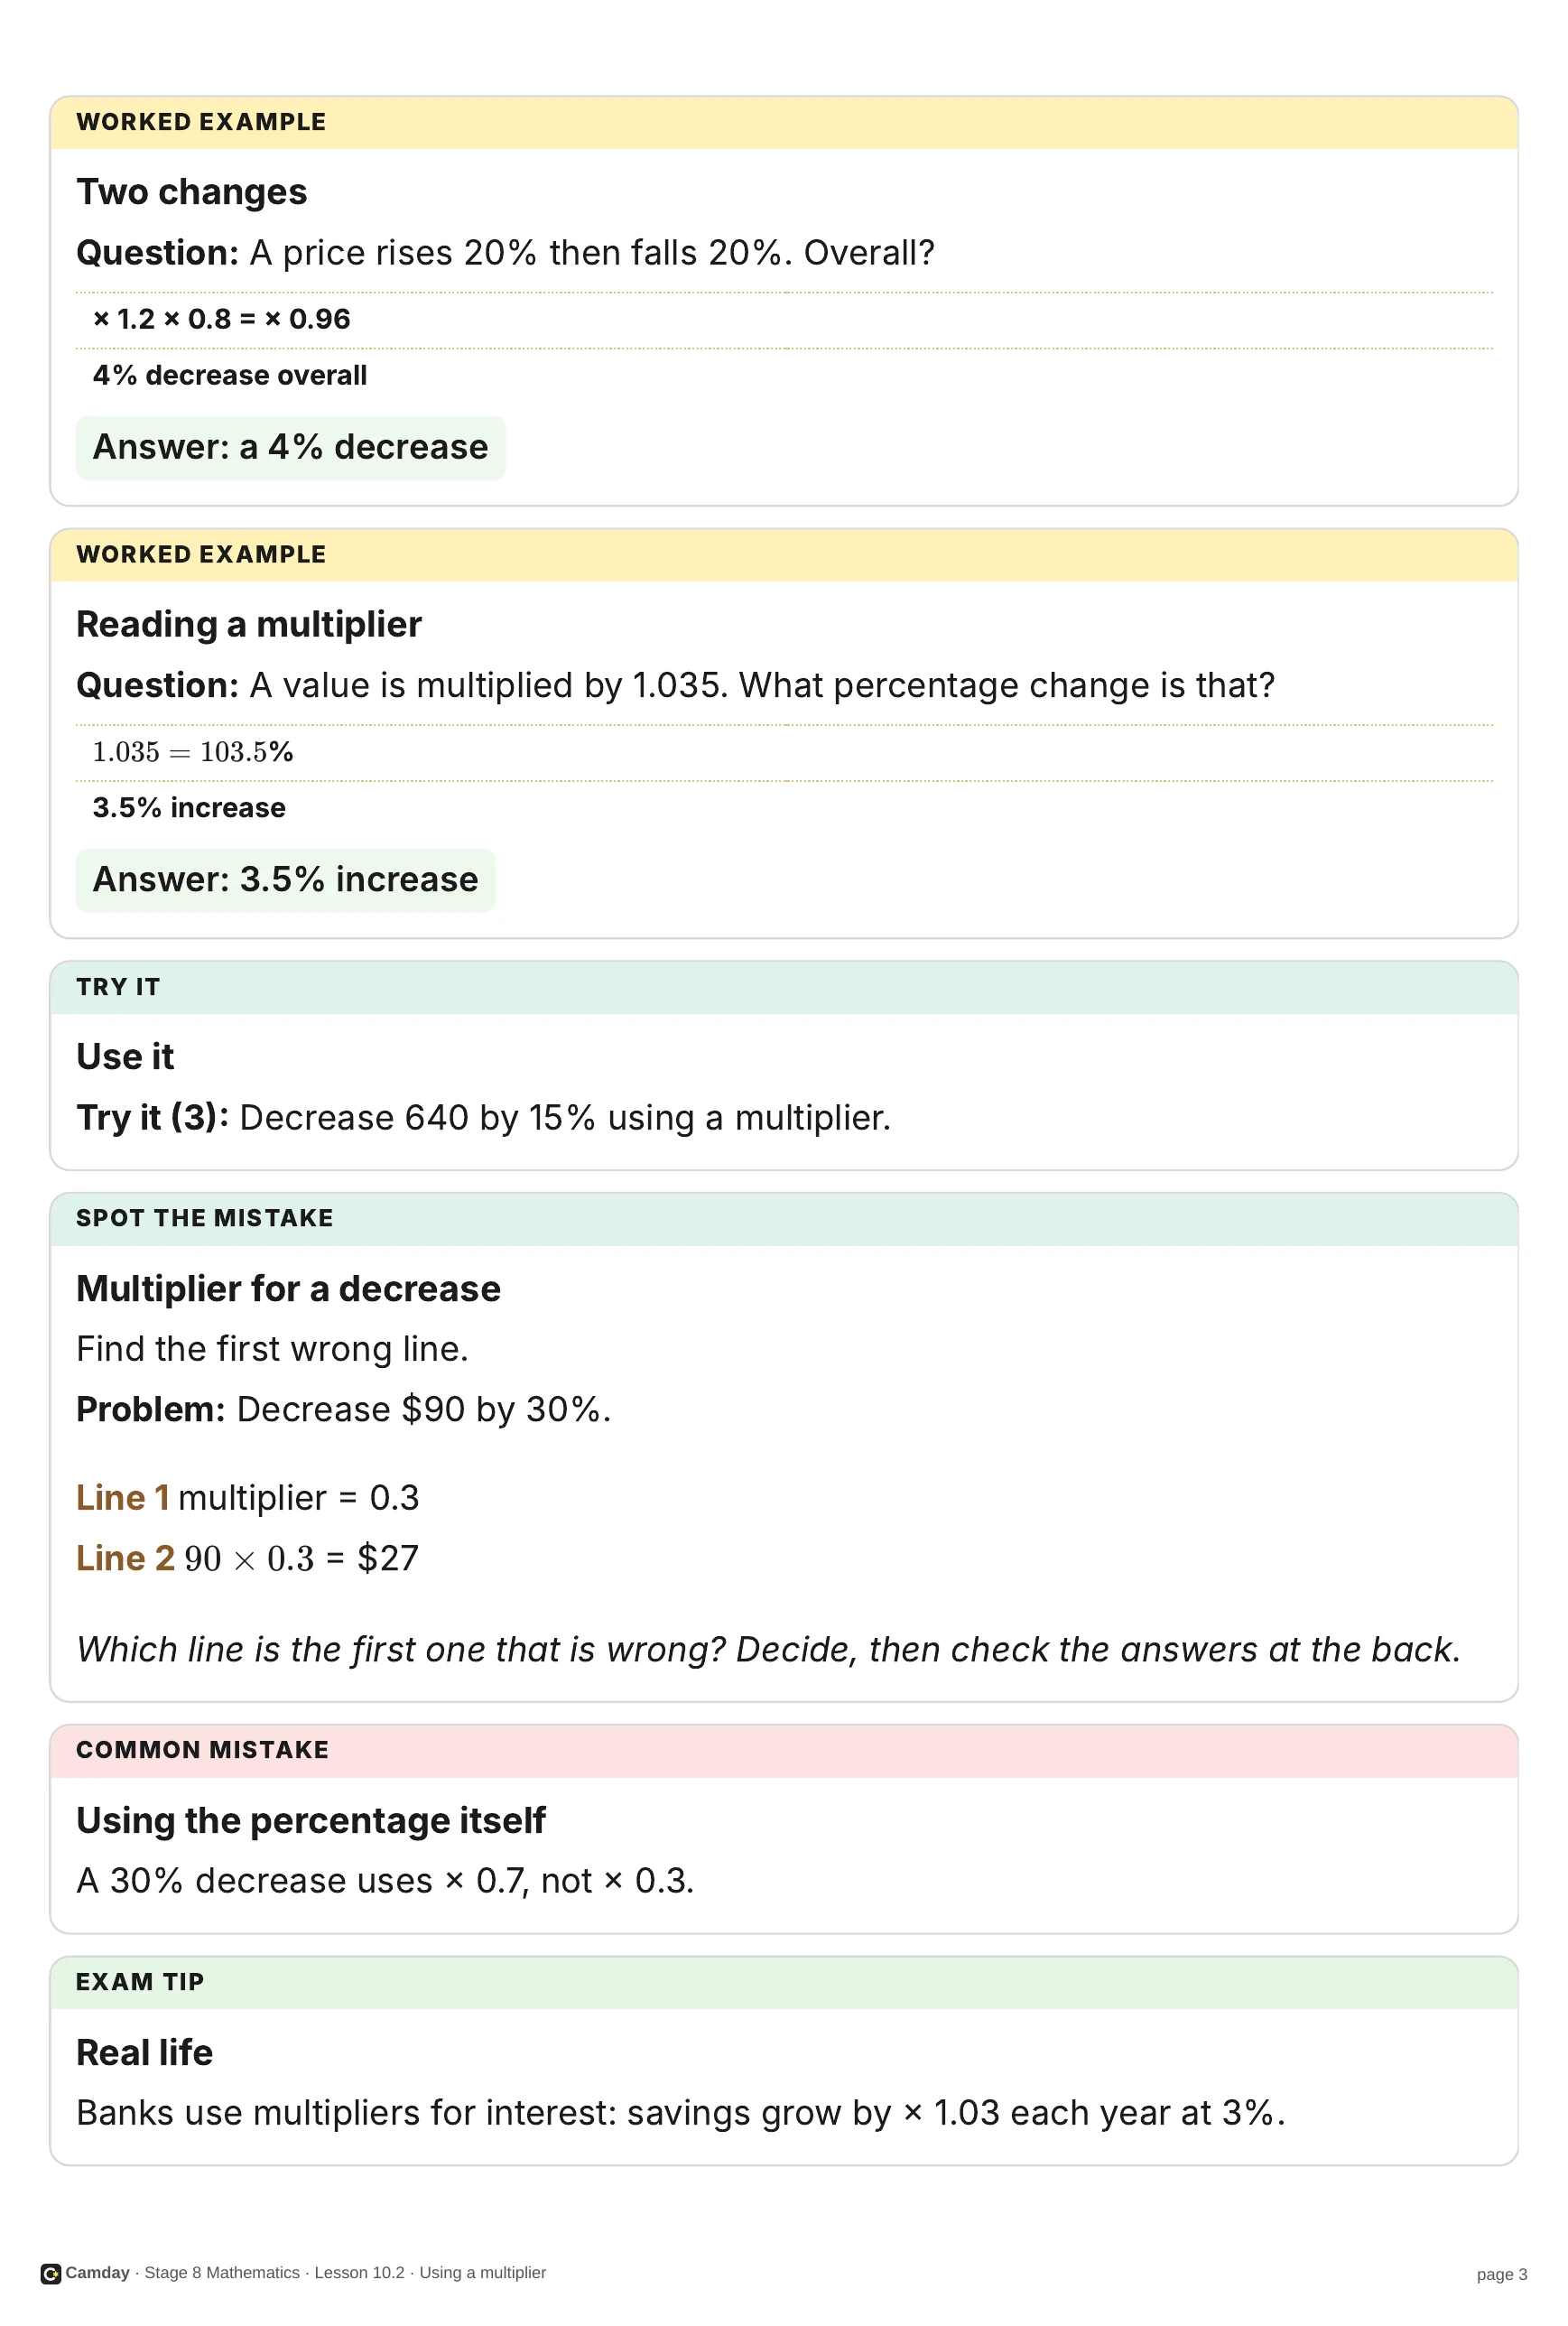 WORKED EXAMPLE
Two changes
Question: A price rises 20% then falls 20%. Overall?
× 1.2 × 0.8 = × 0.96
4% decrease overall
Answer: a 4% decrease
WORKED EXAMPLE
Reading a multiplier
Question: A value is multiplied by 1.035. What percentage change is that?
1.035 = 103.5%
3.5% increase
Answer: 3.5% increase
TRY IT
Use it
Try it (3): Decrease 640 by 15% using a multiplier.
SPOT THE MISTAKE
Multiplier for a decrease
Find the first wrong line.
Problem: Decrease $90 by 30%.
Line 1 multiplier = 0.3
Line 2 90 × 0.3 = $27
Which line is the first one that is wrong? Decide, then check the answers at the back.
COMMON MISTAKE
Using the percentage itself
A 30% decrease uses × 0.7, not × 0.3.
EXAM TIP
Real life
Banks use multipliers for interest: savings grow by × 1.03 each year at 3%.
Camday · Stage 8 Mathematics · Lesson 10.2 · Using a multiplier
page 3